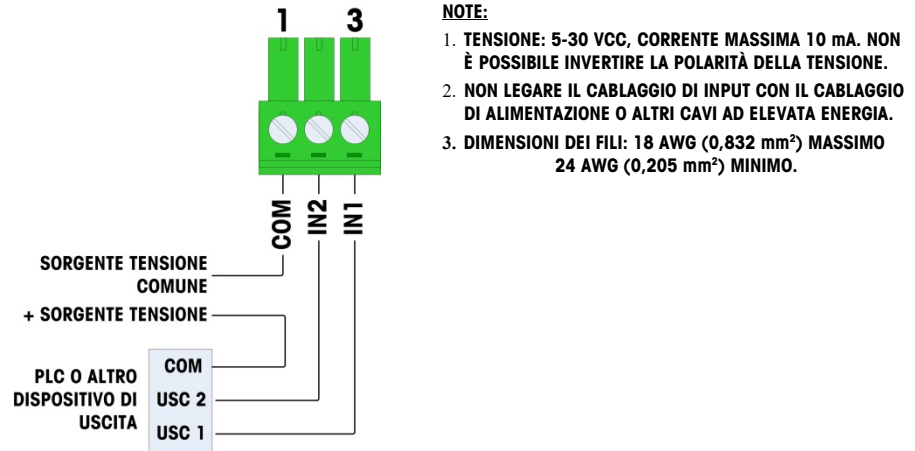 1 3
COM
IN2
IN1
SORGENTE TENSIONE
COMUNE
+ SORGENTE TENSIONE
PLC O ALTRO
DISPOSITIVO DI
USCITA
COM
USC 2
USC 1
NOTE:
1. TENSIONE: 5-30 VCC, CORRENTE MASSIMA 10 mA. NON
È POSSIBILE INVERTIRE LA POLARITÀ DELLA TENSIONE.
2. NON LEGARE IL CABLAGGIO DI INPUT CON IL CABLAGGIO
DI ALIMENTAZIONE O ALTRI CAVI AD ELEVATA ENERGIA.
3. DIMENSIONI DEI FILI: 18 AWG (0,832 mm²) MASSIMO
24 AWG (0,205 mm²) MINIMO.